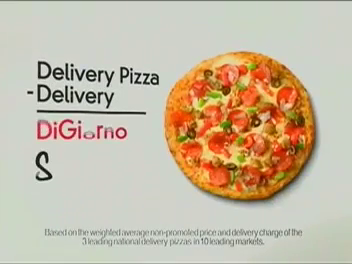 Delivery Pizza
-Delivery
DiGiorno
S
Based on the weighted average non-promoted price and delivery charge of the
3 leading national delivery pizzas in 10 leading markets.